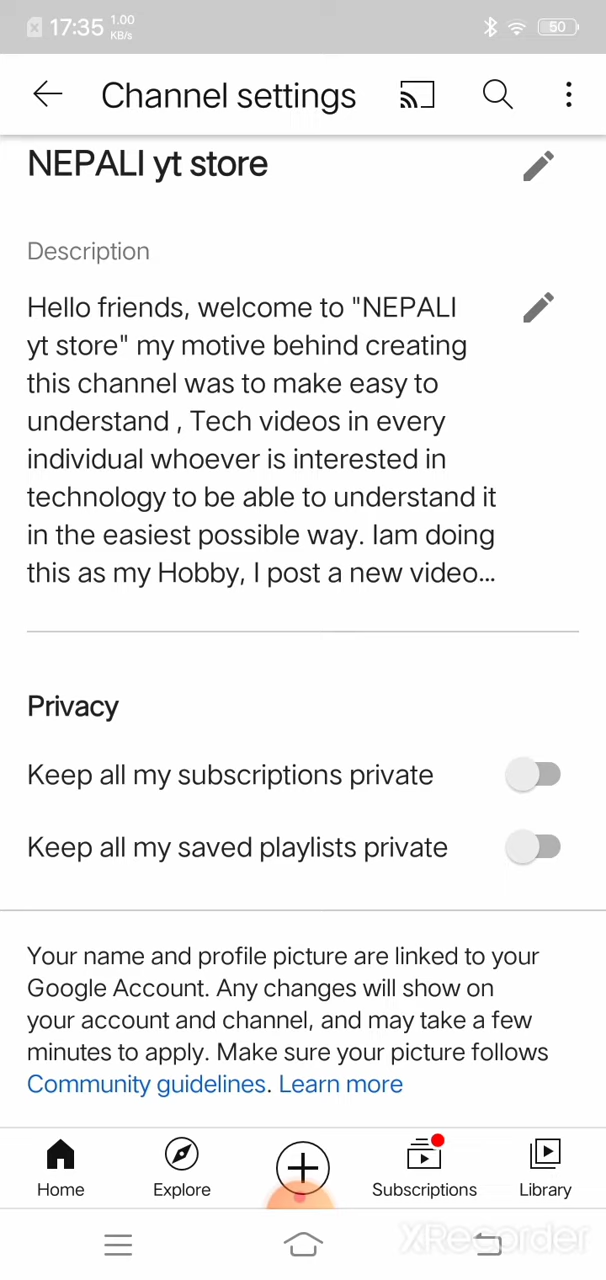 17:35 1.00
KB/s
50
Channel settings
NEPALI yt store
Description
Hello friends, welcome to "NEPALI
yt store" my motive behind creating
this channel was to make easy to
understand , Tech videos in every
individual whoever is interested in
technology to be able to understand it
in the easiest possible way. Iam doing
this as my Hobby, I post a new video...
Privacy
Keep all my subscriptions private
Keep all my saved playlists private
Your name and profile picture are linked to your
Google Account. Any changes will show on
your account and channel, and may take a few
minutes to apply. Make sure your picture follows
Community guidelines. Learn more
Home Explore Subscriptions Library
XRecorder